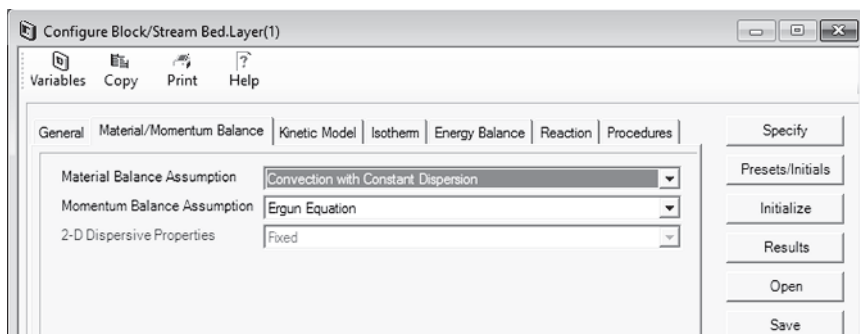 Configure Block/Stream Bed.Layer(1)
Variables Copy Print Help
General Material/Momentum Balance Kinetic Model Isotherm Energy Balance Reaction Procedures
Specify
Material Balance Assumption Convection with Constant Dispersion
Presets/Initials
Momentum Balance Assumption Ergun Equation
Initialize
2-D Dispersive Properties Fixed
Results
Open
Save